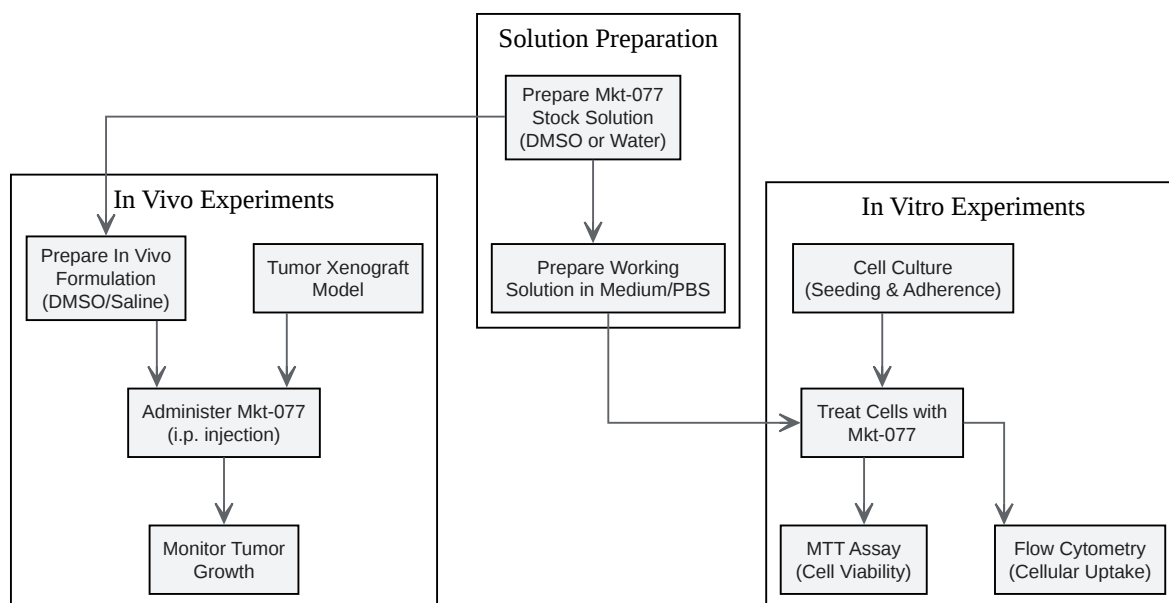 Solution Preparation
Prepare Mkt-077
Stock Solution
(DMSO or Water)
Prepare Working
Solution in Medium/PBS
In Vivo Experiments
Prepare In Vivo
Formulation
(DMSO/Saline)
Tumor Xenograft
Model
Administer Mkt-077
(i.p. injection)
Monitor Tumor
Growth
In Vitro Experiments
Cell Culture
(Seeding & Adherence)
Treat Cells with
Mkt-077
MTT Assay
(Cell Viability)
Flow Cytometry
(Cellular Uptake)